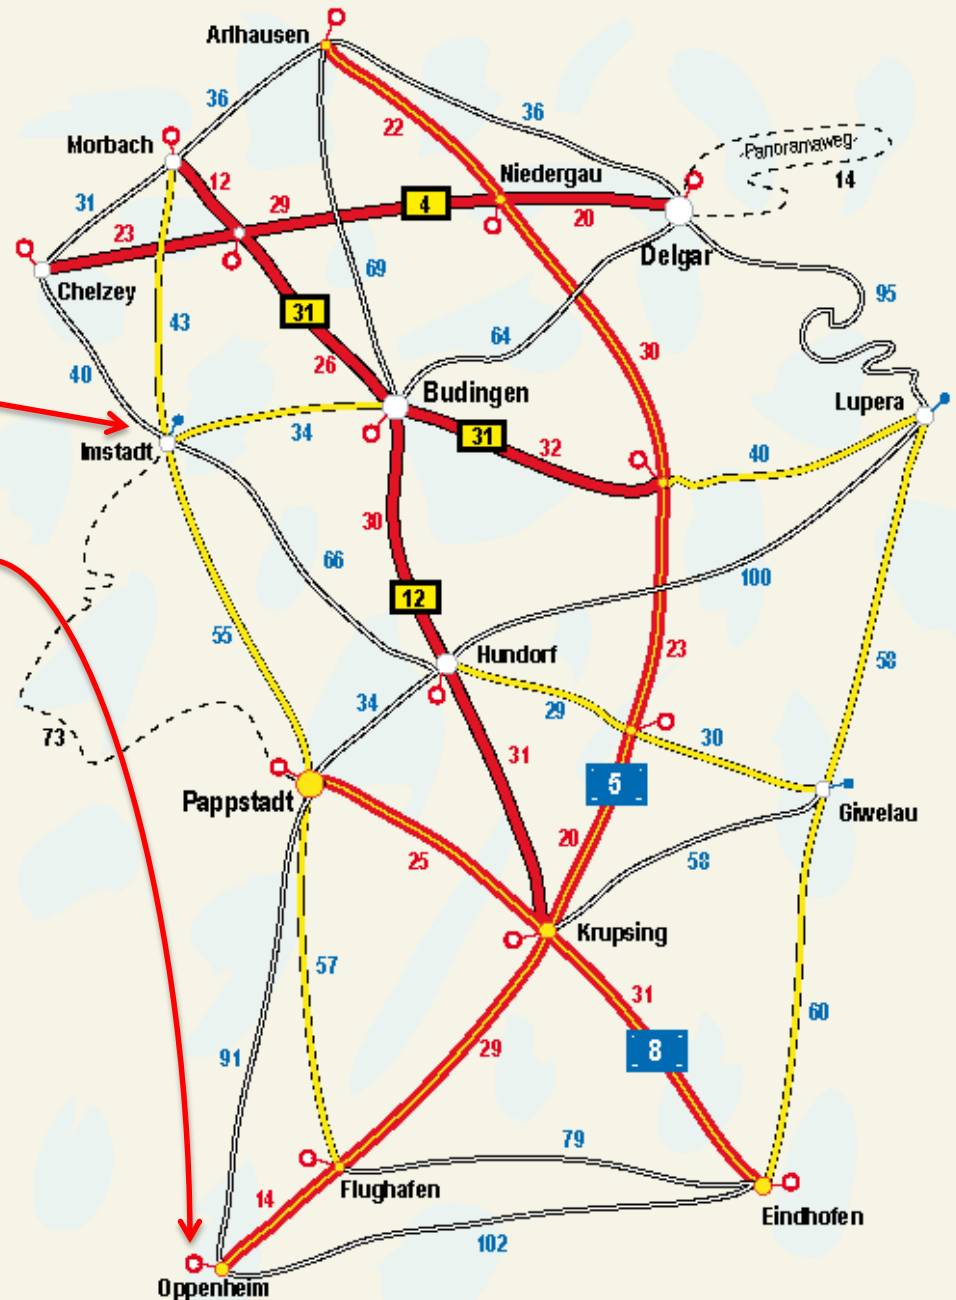 Arlhausen
36
22
36
Morbach
Niedergau
Panoramaweg
14
12
31
29
4
20
23
Delgar
Chelzey
69
31
43
95
64
30
26
40
Budingen
Lupera
34
31
32
40
Imstadt
30
66
100
12
55
Hundorf
23
58
34
29
30
73
31
5
Pappstadt
Giwelau
25
20
58
Krupsing
57
31
60
91
29
8
79
Flughafen
14
Eindhofen
102
Oppenheim